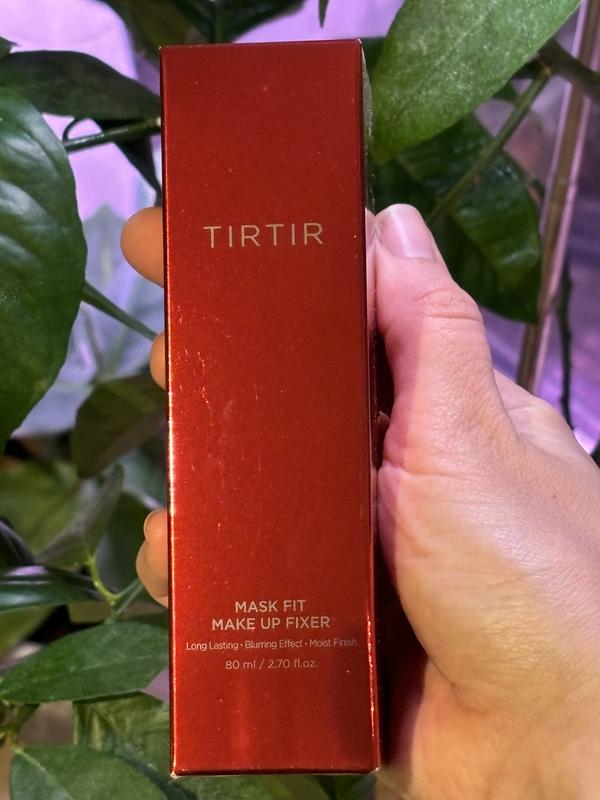 TIRTIR
MASK FIT
MAKE UP FIXER
Long Lasting • Blurring Effect • Moist Finish
80 ml / 2.70 fl.oz.